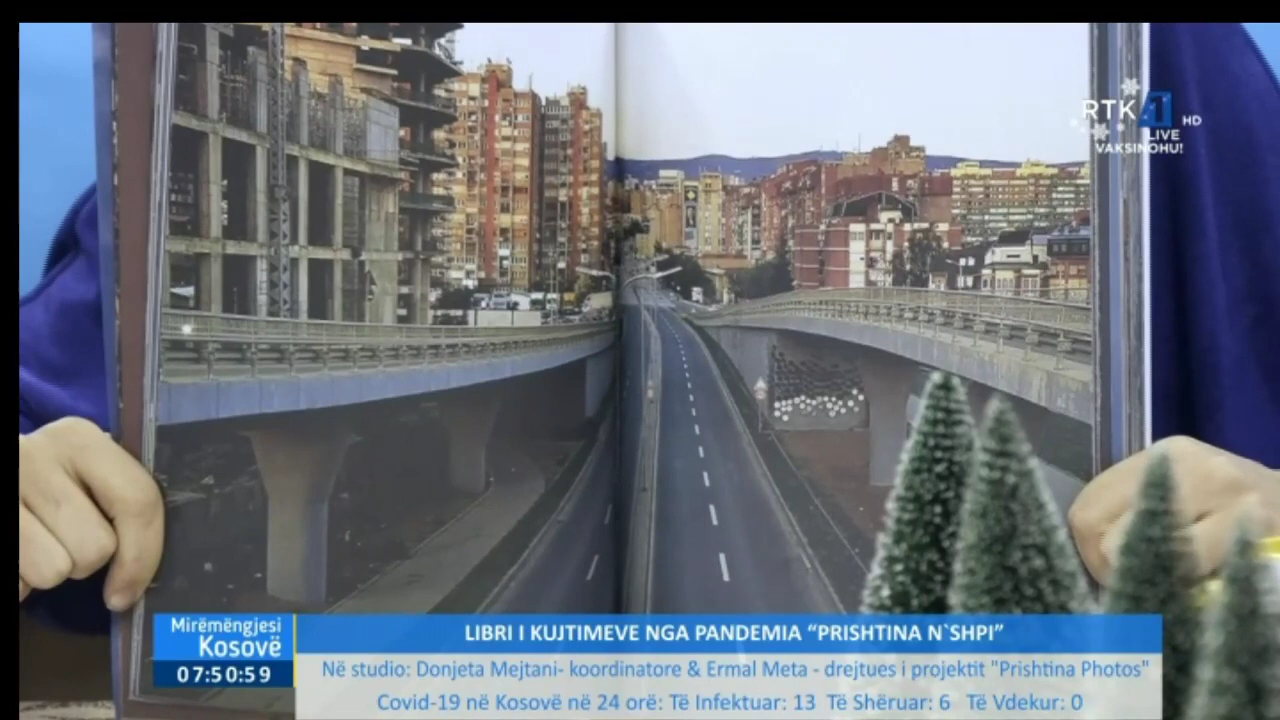 RTK 1 HD
LIVE
VAKSINOHU!
Mirëmëngjesi
Kosovë
07:50:59
LIBRI I KUJTIMEVE NGA PANDEMIA “PRISHTINA N`SHPI”
Në studio: Donjeta Mejtani- koordinatore & Ermal Meta - drejtues i projektit "Prishtina Photos"
Covid-19 në Kosovë në 24 orë: Të Infektuar: 13 Të Shëruar: 6 Të Vdekur: 0